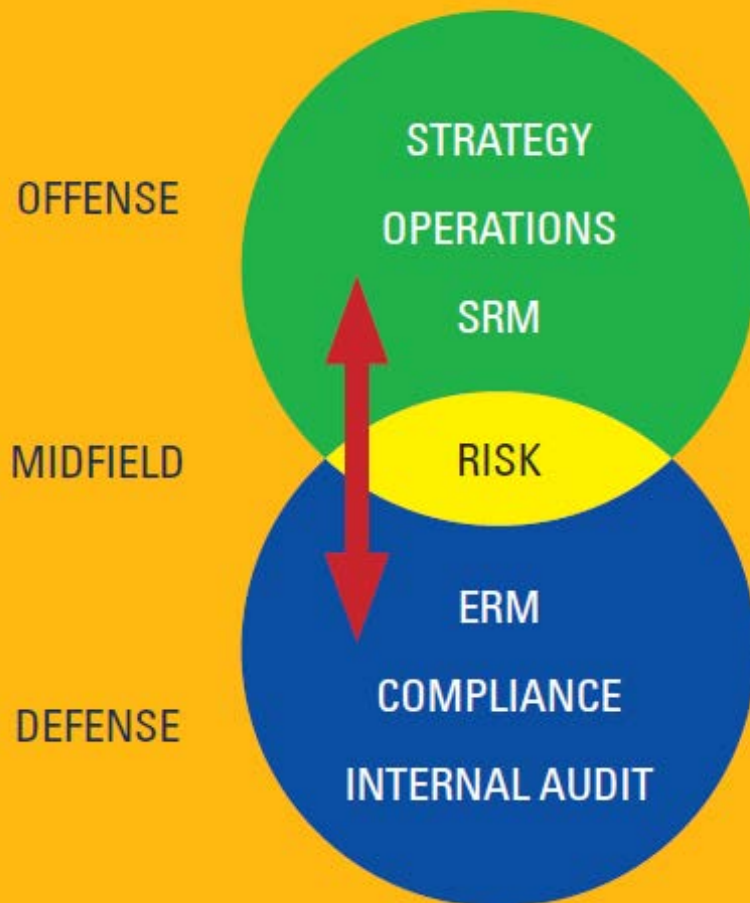 STRATEGY
OFFENSE
OPERATIONS
SRM
MIDFIELD
RISK
ERM
COMPLIANCE
DEFENSE
INTERNAL AUDIT